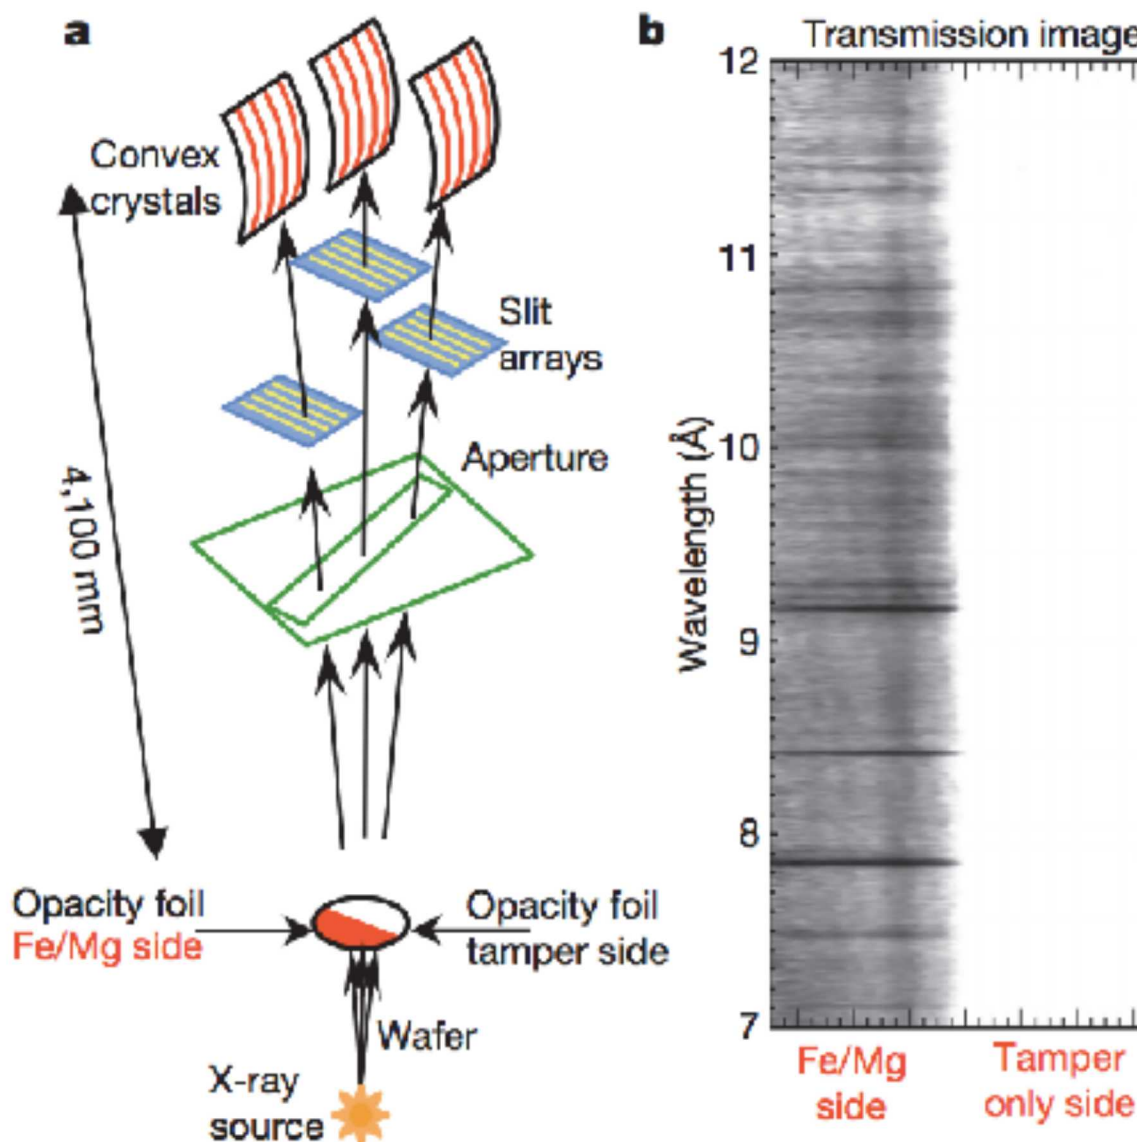 a
Convex
crystals
Slit
arrays
Aperture
4,100 mm
Opacity foil
Fe/Mg side
Opacity foil
tamper side
Wafer
X-ray
source
b
Transmission image
12
11
10
9
8
7
Wavelength (Å)
Fe/Mg
side
Tamper
only side